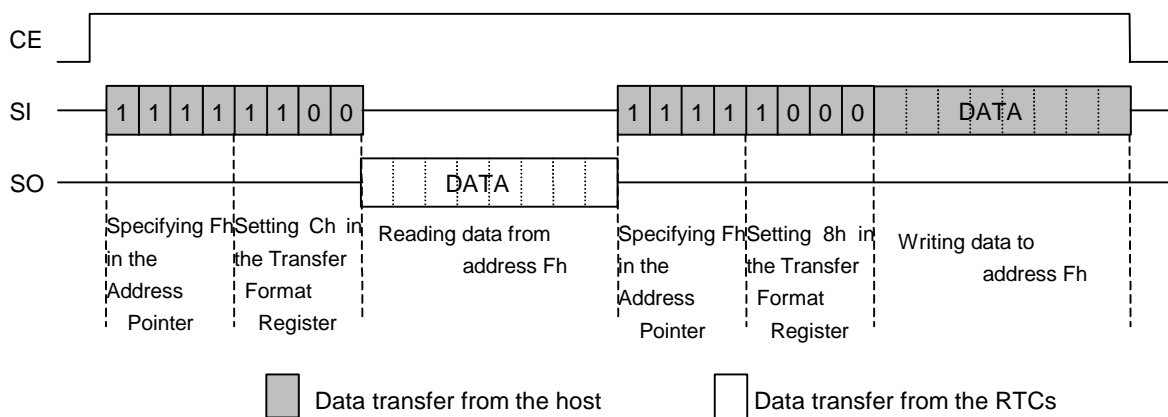 CE
SI
1 1 1 1 1 1 0 0
1 1 1 1 1 0 0 0
DATA
SO
DATA
Specifying Fh
in the
Address
Pointer
Setting Ch in
the Transfer
Format
Register
Reading data from
address Fh
Specifying Fh
in the
Address
Pointer
Setting 8h in
the Transfer
Format
Register
Writing data to
address Fh
Data transfer from the host
Data transfer from the RTCs